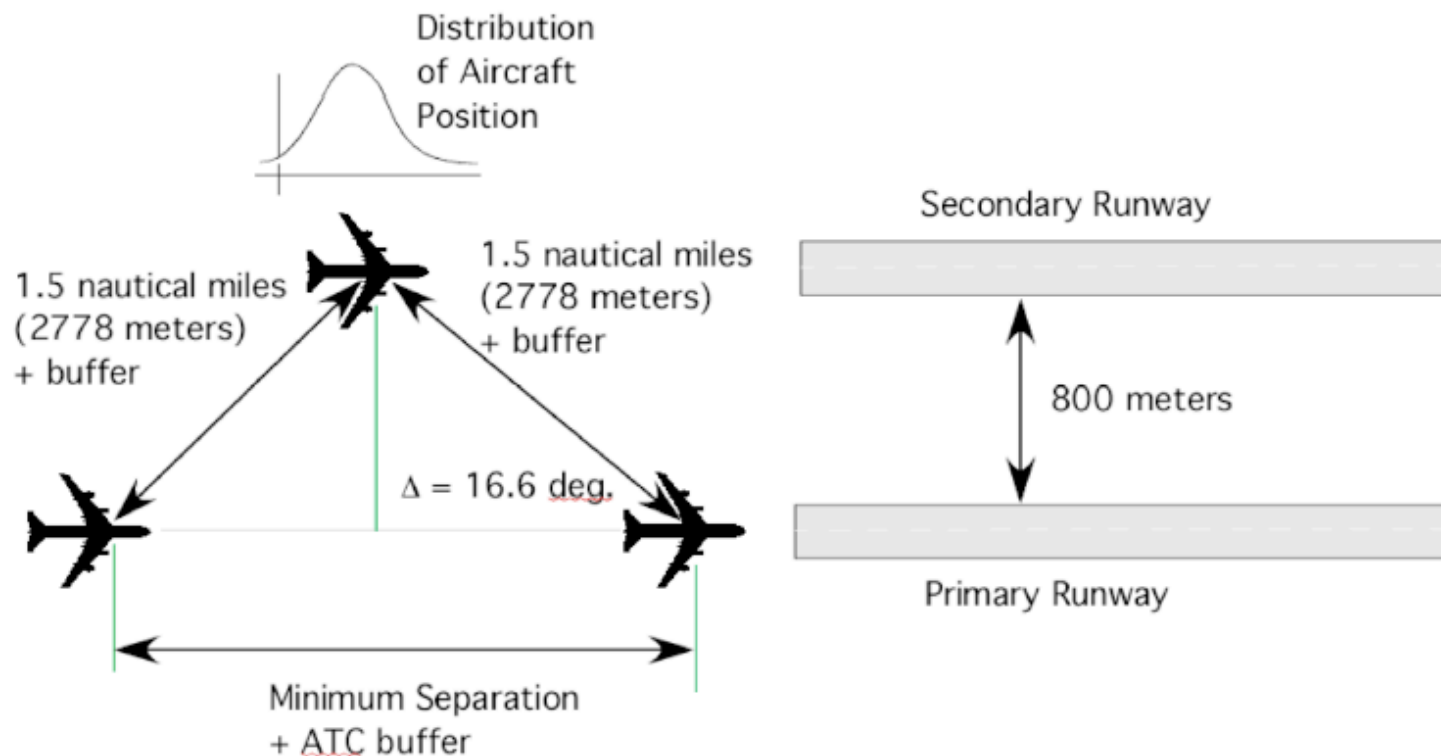 Distribution
of Aircraft
Position
Secondary Runway
1.5 nautical miles
(2778 meters)
+ buffer
1.5 nautical miles
(2778 meters)
+ buffer
800 meters
Δ = 16.6 deg.
Primary Runway
Minimum Separation
+ ATC buffer